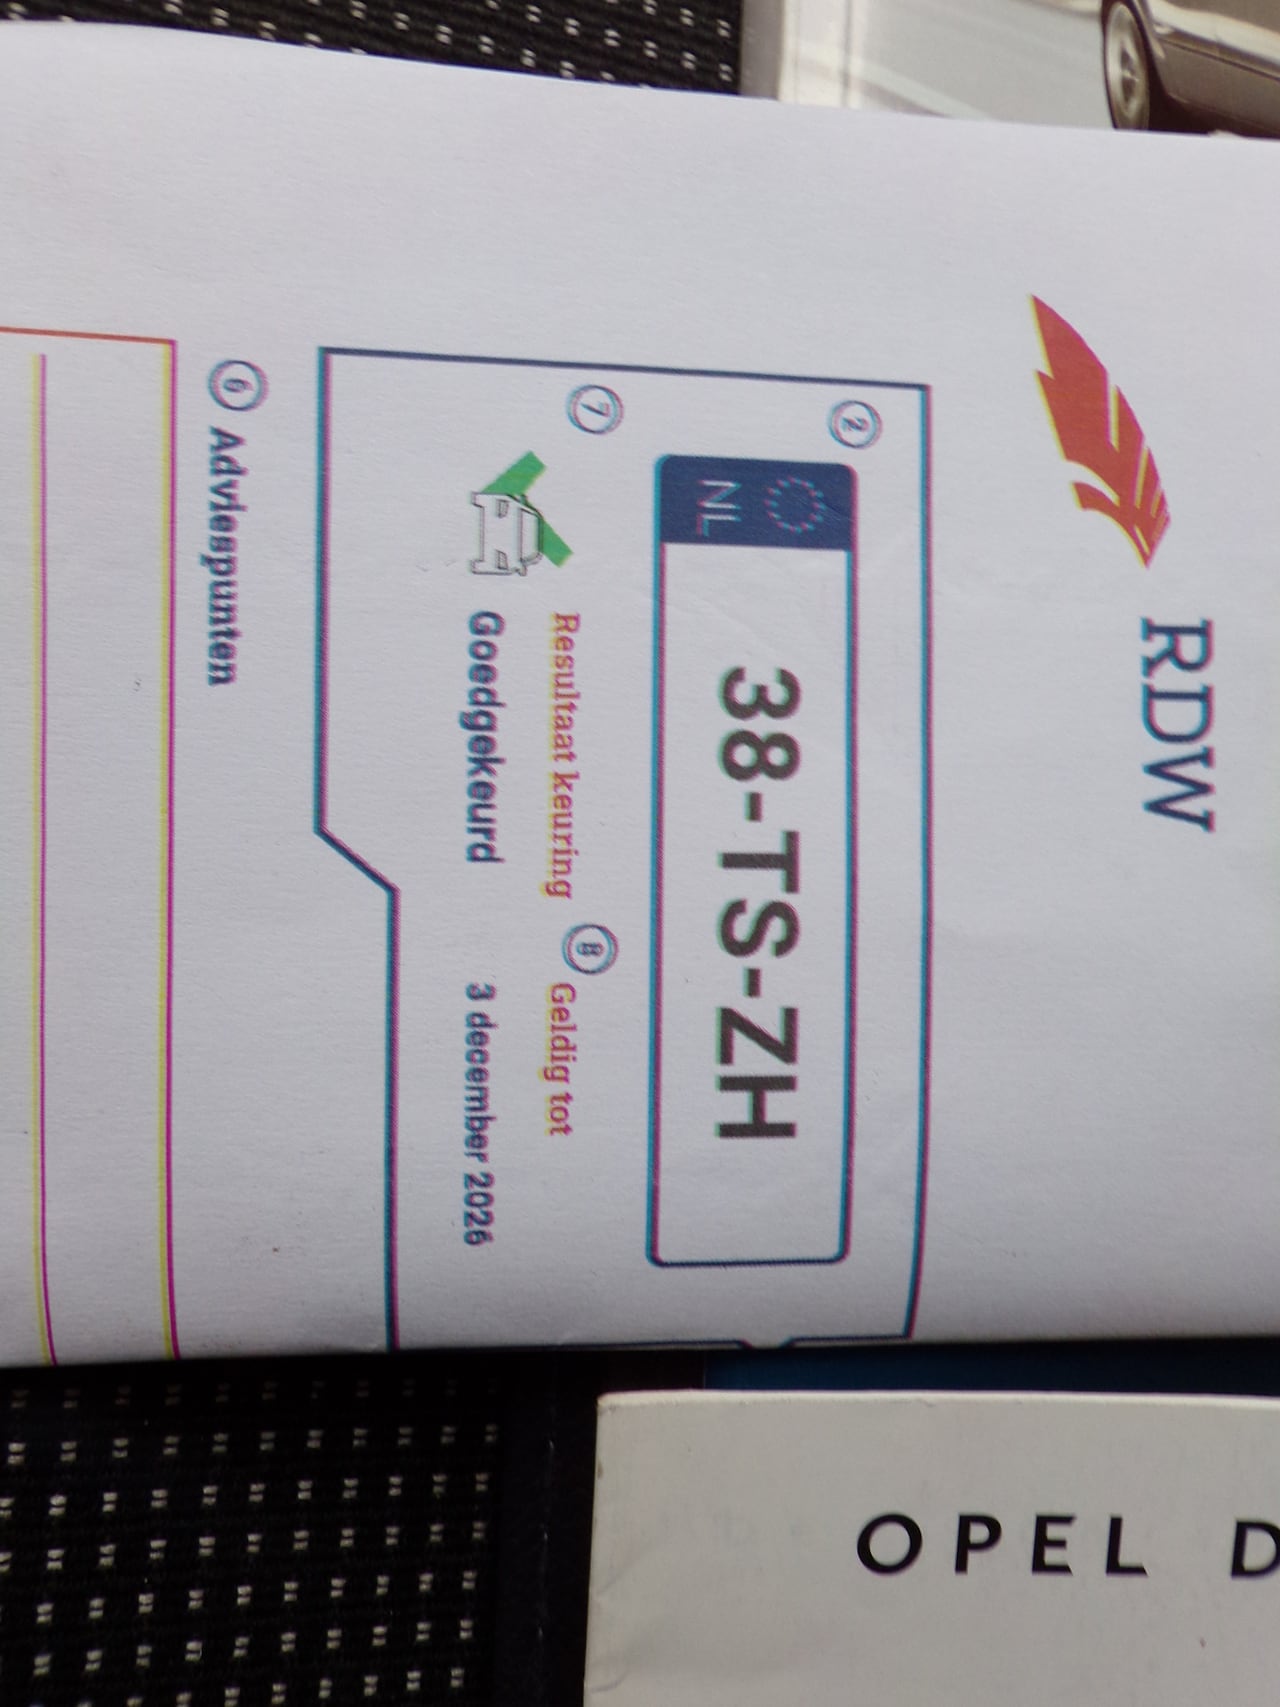 RDW
2
NL
38-TS-ZH
7
Resultaat keuring
8
Geldig tot
Goedgekeurd
3 december 2026
6
Adviespunten
OPEL D